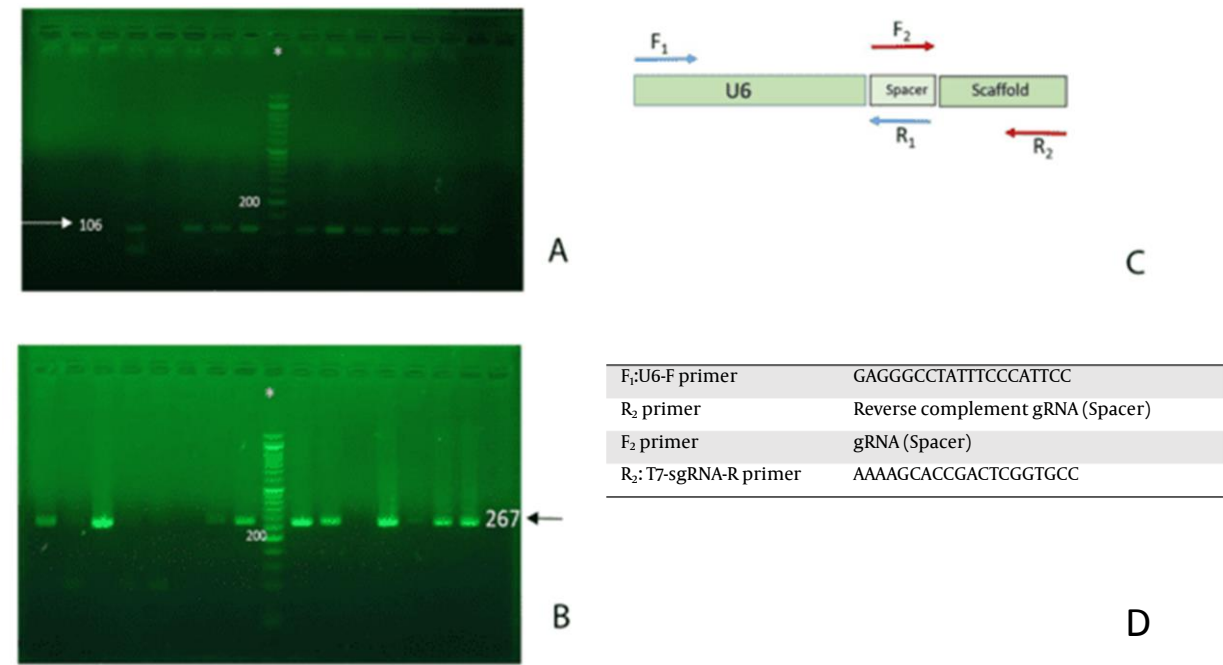 *
200
106
A
F₁
F₂
U6
Spacer
Scaffold
R₁
R₂
C
*
267
200
B
F₁:U6-F primer GAGGGCCTATTTCCCATTCC
R₂ primer Reverse complement gRNA (Spacer)
F₂ primer gRNA (Spacer)
R₂: T7-sgRNA-R primer AAAAGCACCGACTCGGTGCC
D